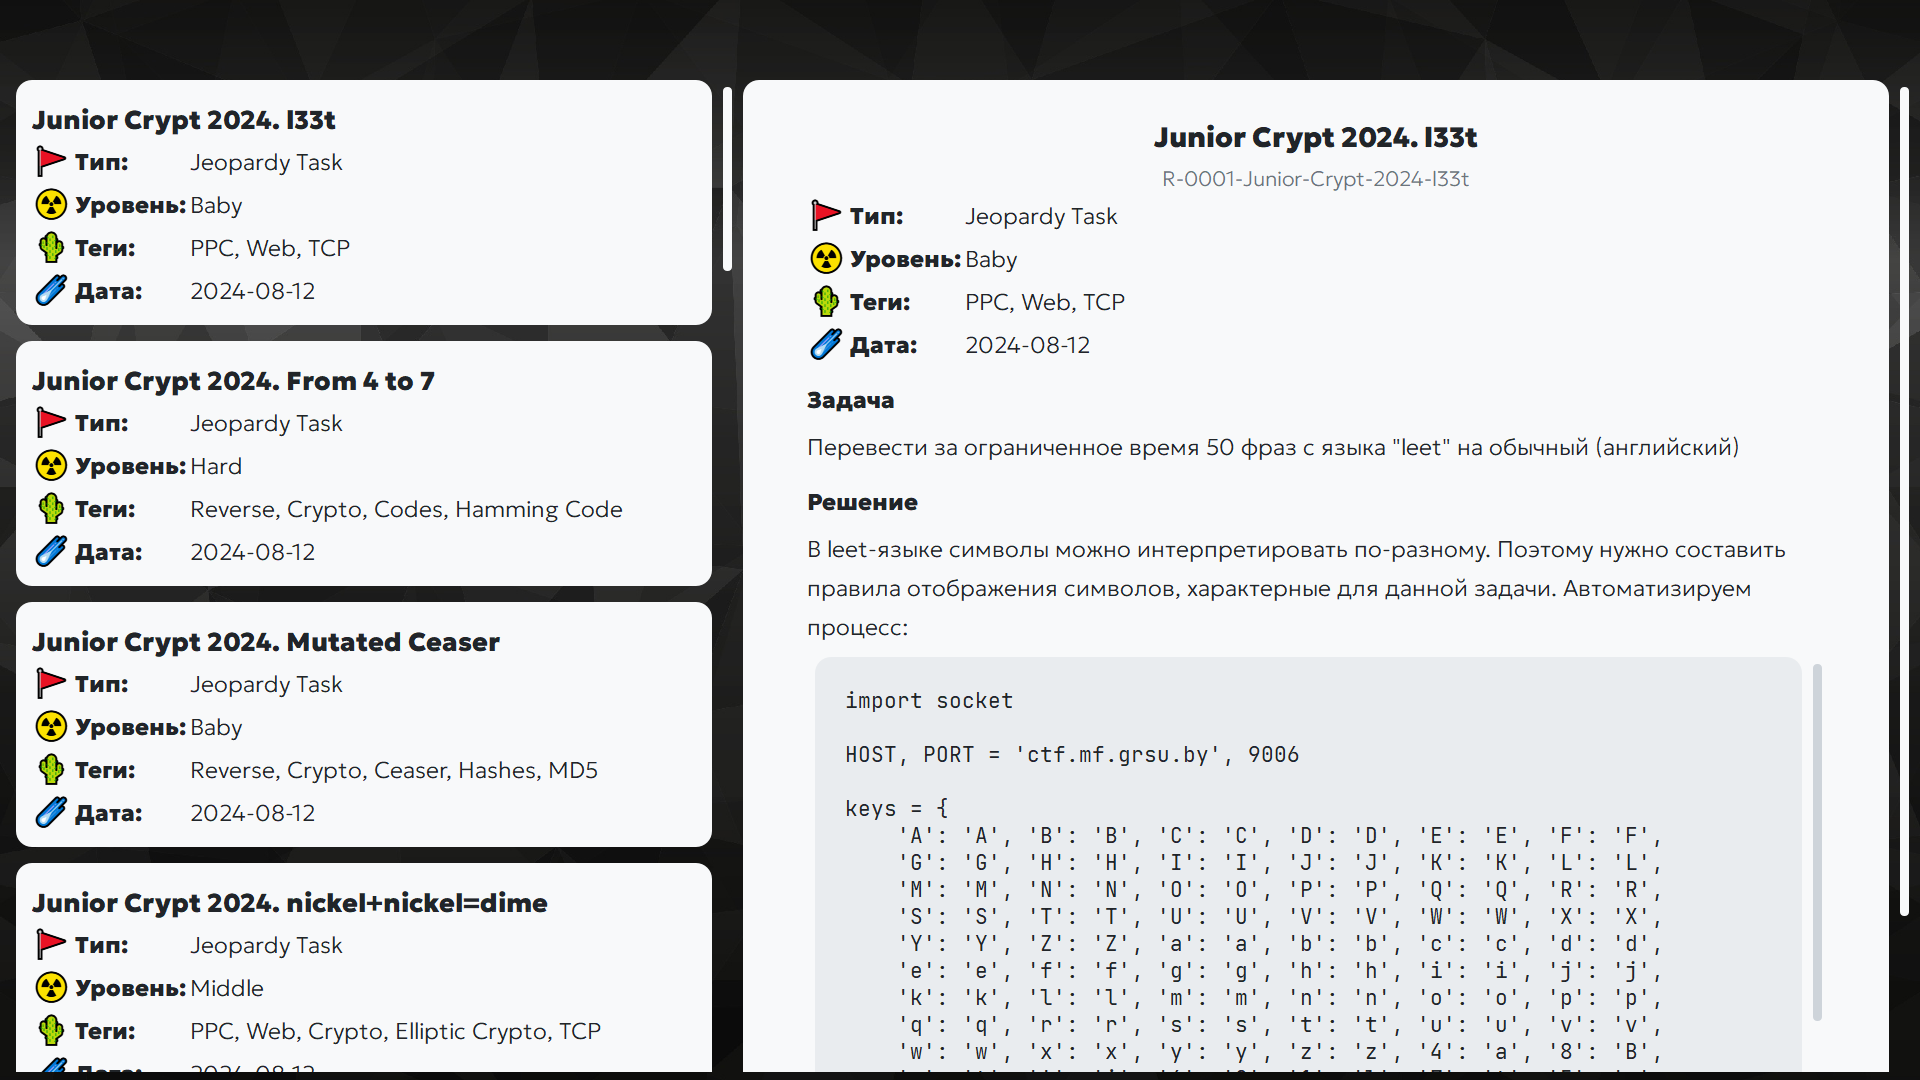 Junior Crypt 2024. l33t
Тип: Jeopardy Task
Уровень: Baby
Теги: PPC, Web, TCP
Дата: 2024-08-12
Junior Crypt 2024. From 4 to 7
Тип: Jeopardy Task
Уровень: Hard
Теги: Reverse, Crypto, Codes, Hamming Code
Дата: 2024-08-12
Junior Crypt 2024. Mutated Ceaser
Тип: Jeopardy Task
Уровень: Baby
Теги: Reverse, Crypto, Ceaser, Hashes, MD5
Дата: 2024-08-12
Junior Crypt 2024. nickel+nickel=dime
Тип: Jeopardy Task
Уровень: Middle
Теги: PPC, Web, Crypto, Elliptic Crypto, TCP
Дата: 2024-08-12
Junior Crypt 2024. l33t
R-0001-Junior-Crypt-2024-l33t
Тип: Jeopardy Task
Уровень: Baby
Теги: PPC, Web, TCP
Дата: 2024-08-12
Задача
Перевести за ограниченное время 50 фраз с языка "leet" на обычный (английский)
Решение
В leet-языке символы можно интерпретировать по-разному. Поэтому нужно составить
правила отображения символов, характерные для данной задачи. Автоматизируем
процесс:
import socket
HOST, PORT = 'ctf.mf.grsu.by', 9006
keys = {
'A': 'A', 'B': 'B', 'C': 'C', 'D': 'D', 'E': 'E', 'F': 'F',
'G': 'G', 'H': 'H', 'I': 'I', 'J': 'J', 'K': 'K', 'L': 'L',
'M': 'M', 'N': 'N', 'O': 'O', 'P': 'P', 'Q': 'Q', 'R': 'R',
'S': 'S', 'T': 'T', 'U': 'U', 'V': 'V', 'W': 'W', 'X': 'X',
'Y': 'Y', 'Z': 'Z', 'a': 'a', 'b': 'b', 'c': 'c', 'd': 'd',
'e': 'e', 'f': 'f', 'g': 'g', 'h': 'h', 'i': 'i', 'j': 'j',
'k': 'k', 'l': 'l', 'm': 'm', 'n': 'n', 'o': 'o', 'p': 'p',
'q': 'q', 'r': 'r', 's': 's', 't': 't', 'u': 'u', 'v': 'v',
'w': 'w', 'x': 'x', 'y': 'y', 'z': 'z', '4': 'a', '8': 'B',